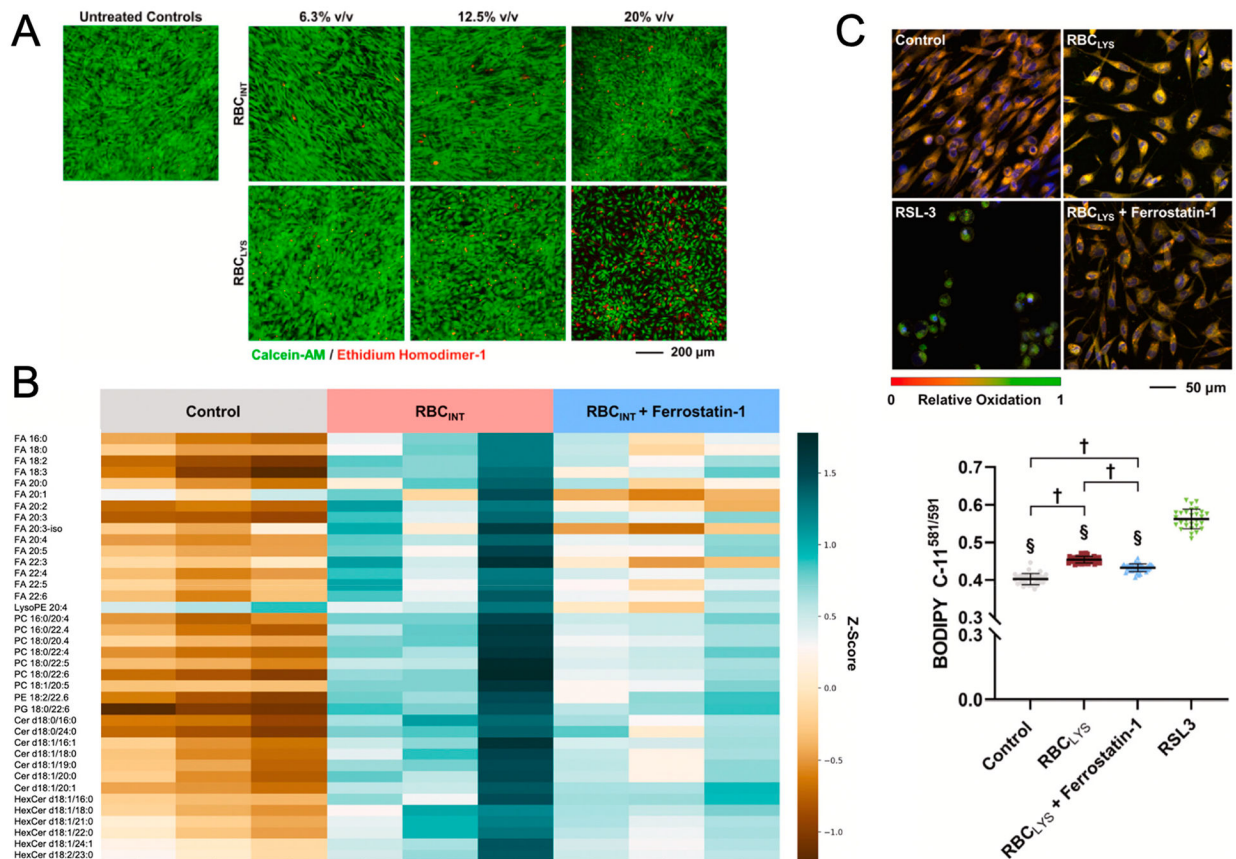 A
Untreated Controls
6.3% v/v
12.5% v/v
20% v/v
RBC_INT
RBC_LYS
Calcein-AM / Ethidium Homodimer-1
200 µm
B
Control
RBC_INT
RBC_INT + Ferrostatin-1
FA 16:0
FA 18:0
FA 18:2
FA 18:3
FA 20:0
FA 20:1
FA 20:2
FA 20:3
FA 20:3-iso
FA 20:4
FA 20:5
FA 22:3
FA 22:4
FA 22:5
FA 22:6
LysoPE 20:4
PC 16:0/20:4
PC 16:0/22.4
PC 18:0/20.4
PC 18:0/22:4
PC 18:0/22:5
PC 18:0/22:6
PC 18:1/20:5
PE 18:2/22.6
PG 18:0/22:6
Cer d18:0/16:0
Cer d18:0/24:0
Cer d18:1/16:1
Cer d18:1/18:0
Cer d18:1/19:0
Cer d18:1/20:0
Cer d18:1/20:1
HexCer d18:1/16:0
HexCer d18:1/18:0
HexCer d18:1/21:0
HexCer d18:1/22:0
HexCer d18:1/24:1
HexCer d18:2/23:0
1.5
1.0
0.5
0.0
-0.5
-1.0
Z-Score
C
Control
RBC_LYS
RSL-3
RBC_LYS + Ferrostatin-1
0 Relative Oxidation 1
50 µm
BODIPY C-11^581/591
0.7
0.6
0.5
0.4
0.3
0.3
0.0
†
† †
§ § §
Control
RBC_LYS
RBC_LYS + Ferrostatin-1
RSL3